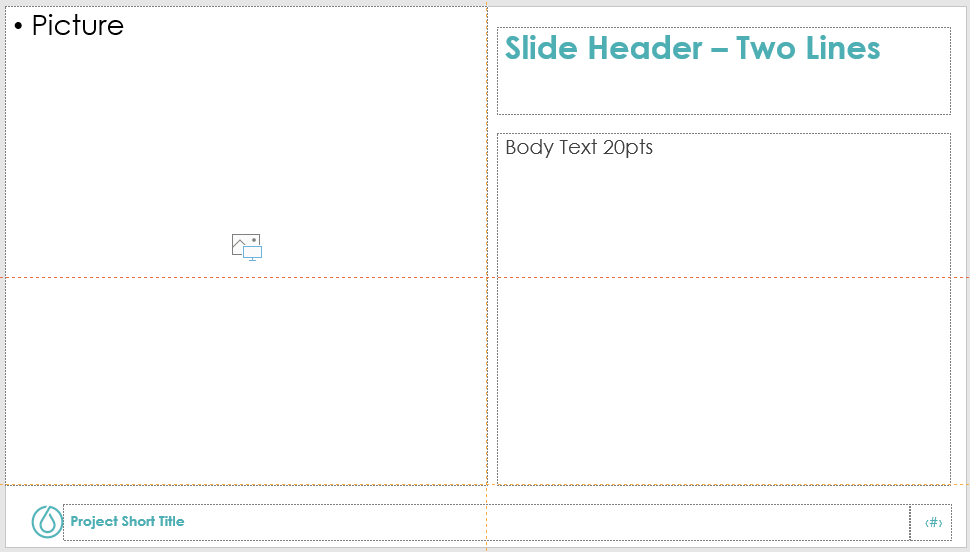 • Picture
Slide Header – Two Lines
Body Text 20pts
Project Short Title
‹#›